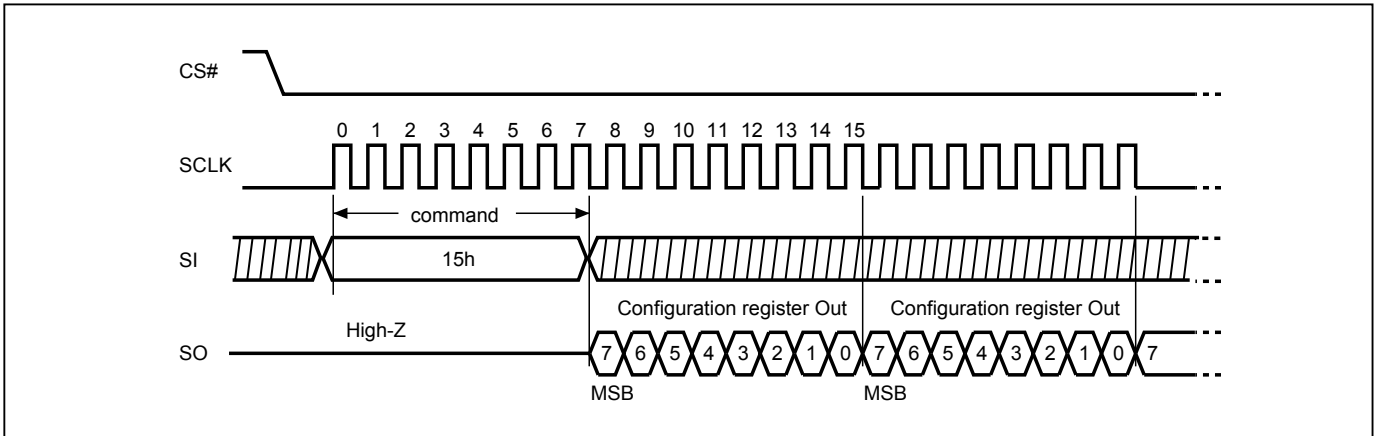 CS#
0 1 2 3 4 5 6 7 8 9 10 11 12 13 14 15
SCLK
command
SI
15h
Configuration register Out Configuration register Out
High-Z
SO
7 6 5 4 3 2 1 0 7 6 5 4 3 2 1 0 7
MSB MSB